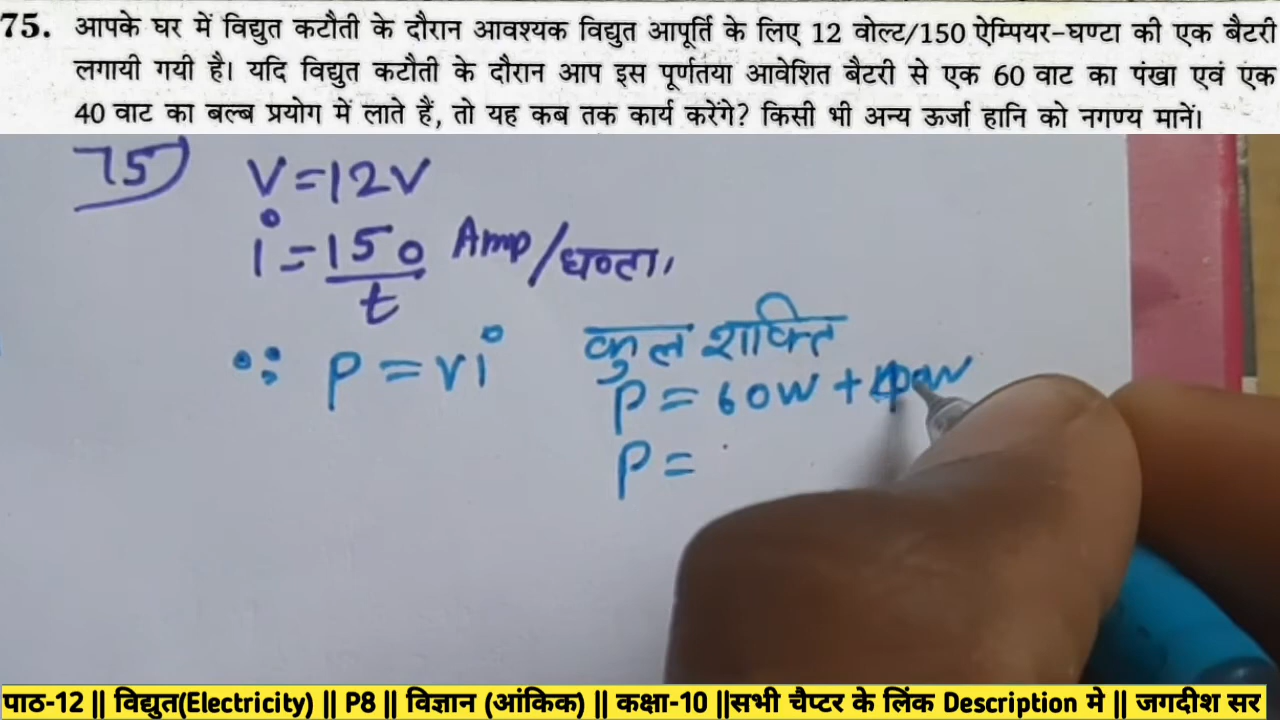 75. आपके घर में विद्युत कटौती के दौरान आवश्यक विद्युत आपूर्ति के लिए 12 वोल्ट/150 ऐम्पियर-घण्टा की एक बैटरी
लगायी गयी है। यदि विद्युत कटौती के दौरान आप इस पूर्णतया आवेशित बैटरी से एक 60 वाट का पंखा एवं एक
40 वाट का बल्ब प्रयोग में लाते हैं, तो यह कब तक कार्य करेंगे? किसी भी अन्य ऊर्जा हानि को नगण्य मानें।
75) V=12V
i=150/t Amp/घण्टा,
∵ P=Vi कुल शक्ति
P=60W+40W
P=
पाठ-12 || विद्युत(Electricity) || P8 || विज्ञान (आंकिक) || कक्षा-10 ||सभी चैप्टर के लिंक Description मे || जगदीश सर